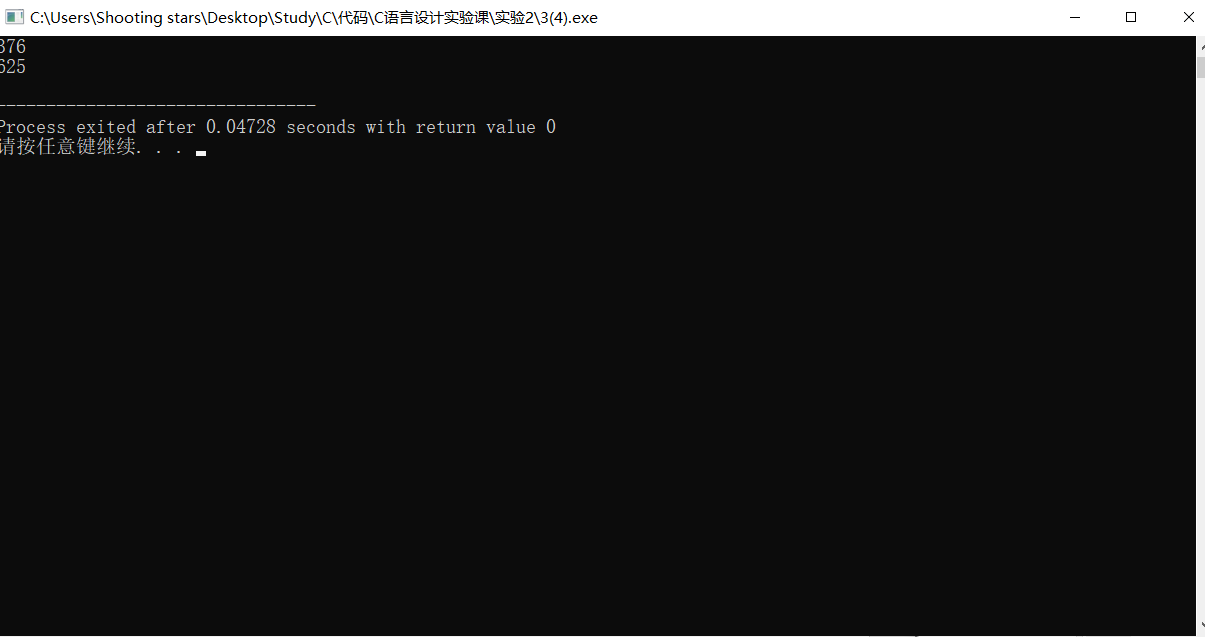 C:\Users\Shooting stars\Desktop\Study\C\代码\C语言设计实验课\实验2\3(4).exe
376
625
--------------------------------
Process exited after 0.04728 seconds with return value 0
请按任意键继续. . .